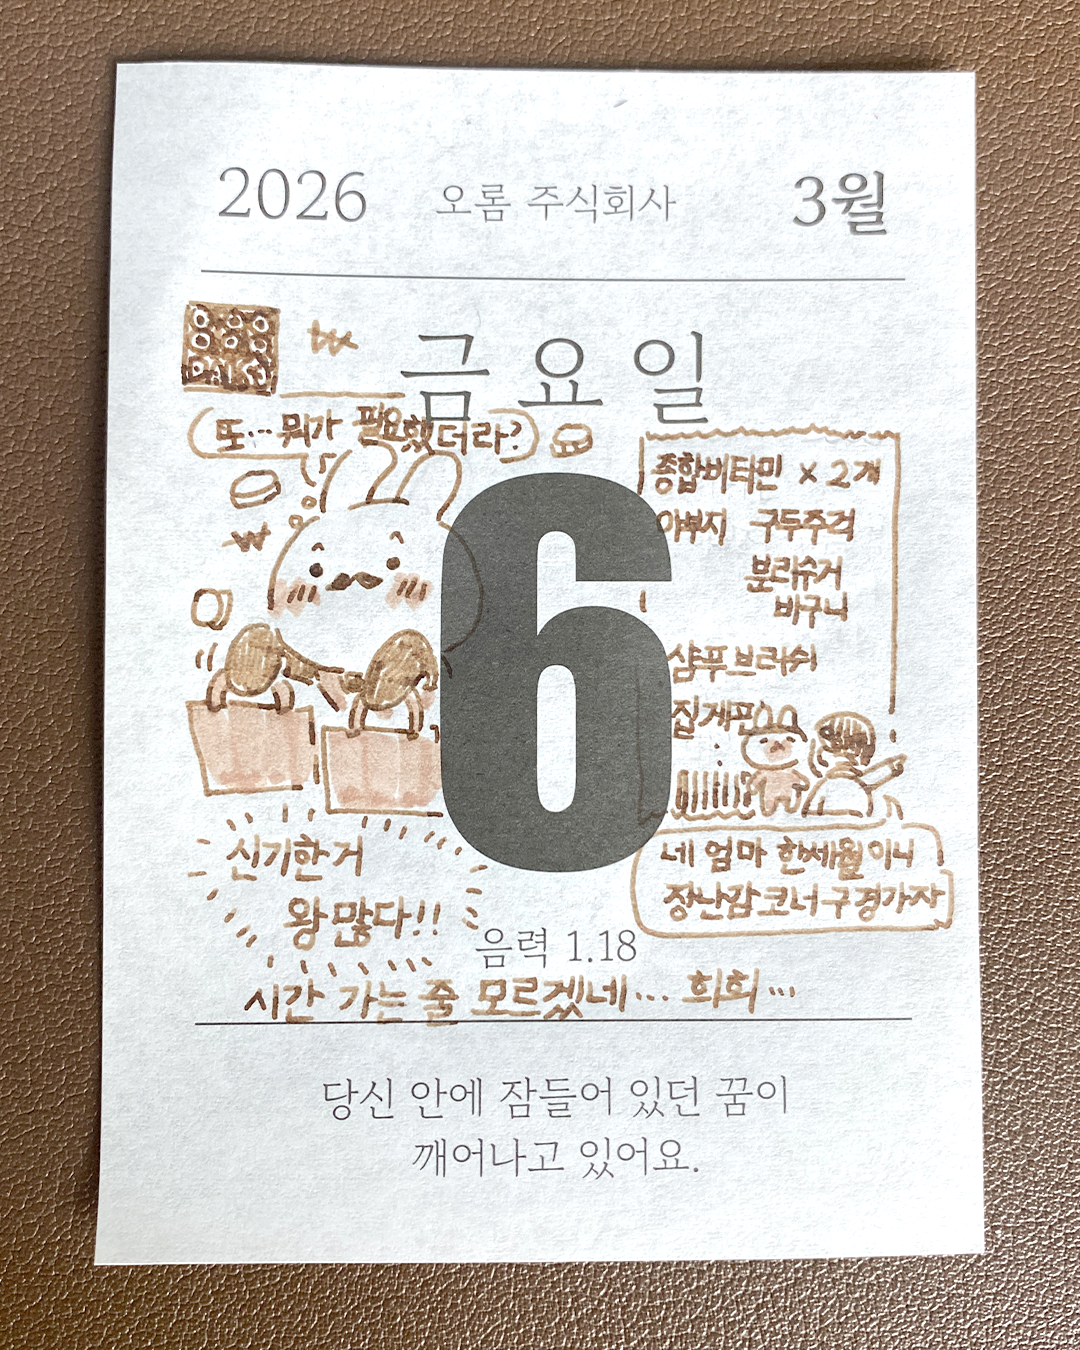 2026 오롬 주식회사 3월
₩
금요일
또... 뭐가 필요했더라?
₩
종합비타민 × 2개
아부지 구두주걱
분리슈거
바구니
샴푸브러쉬
집게핀
6
신기한거
왕 많다!!
네 엄마 한세월이니
장난감 코너 구경가자
음력 1.18
시간 가는 줄 모르겠네... 희희...
당신 안에 잠들어 있던 꿈이
깨어나고 있어요.